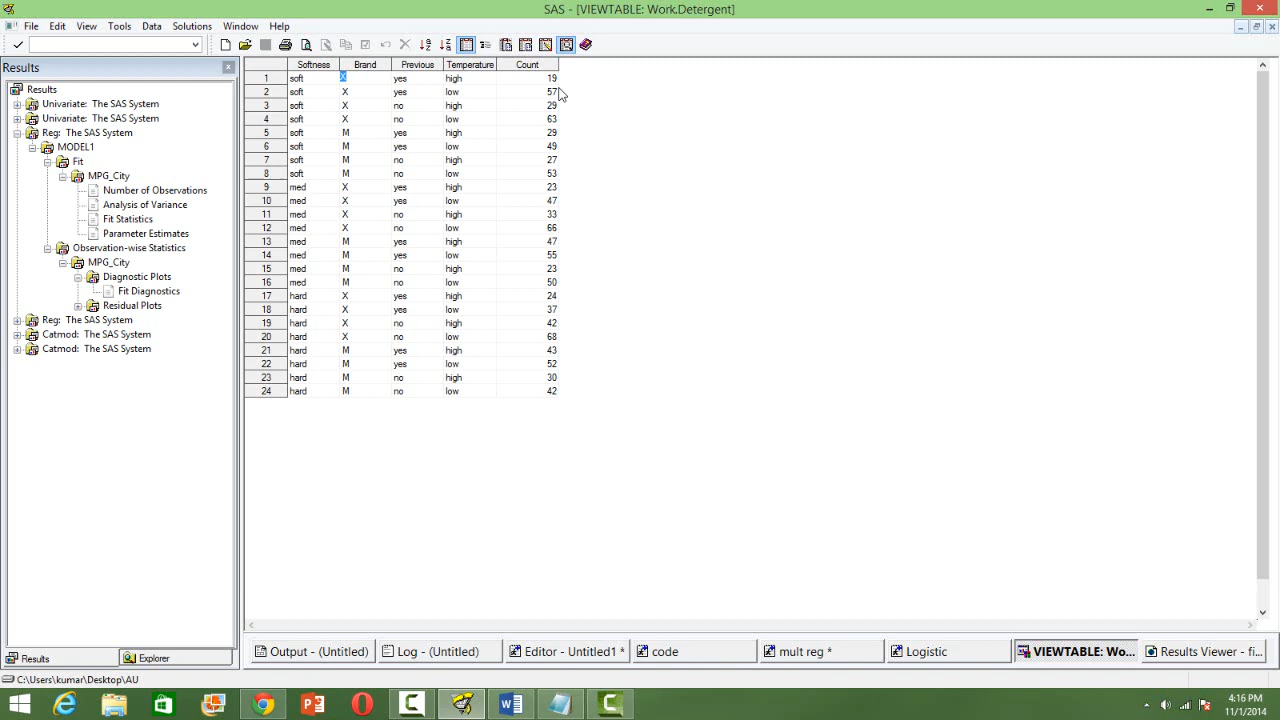 SAS - [VIEWTABLE: Work.Detergent]
File Edit View Tools Data Solutions Window Help
Results
Results
Univariate: The SAS System
Univariate: The SAS System
Reg: The SAS System
MODEL1
Fit
MPG_City
Number of Observations
Analysis of Variance
Fit Statistics
Parameter Estimates
Observation-wise Statistics
MPG_City
Diagnostic Plots
Fit Diagnostics
Residual Plots
Reg: The SAS System
Catmod: The SAS System
Catmod: The SAS System
Softness Brand Previous Temperature Count
1 soft X yes high 19
2 soft X yes low 57
3 soft X no high 29
4 soft X no low 63
5 soft M yes high 29
6 soft M yes low 49
7 soft M no high 27
8 soft M no low 53
9 med X yes high 23
10 med X yes low 47
11 med X no high 33
12 med X no low 66
13 med M yes high 47
14 med M yes low 55
15 med M no high 23
16 med M no low 50
17 hard X yes high 24
18 hard X yes low 37
19 hard X no high 42
20 hard X no low 68
21 hard M yes high 43
22 hard M yes low 52
23 hard M no high 30
24 hard M no low 42
Results Explorer
Output - (Untitled) Log - (Untitled) Editor - Untitled1 * code mult reg * Logistic VIEWTABLE: Wo... Results Viewer - fi...
C:\Users\kumar\Desktop\AU
4:16 PM
11/1/2014